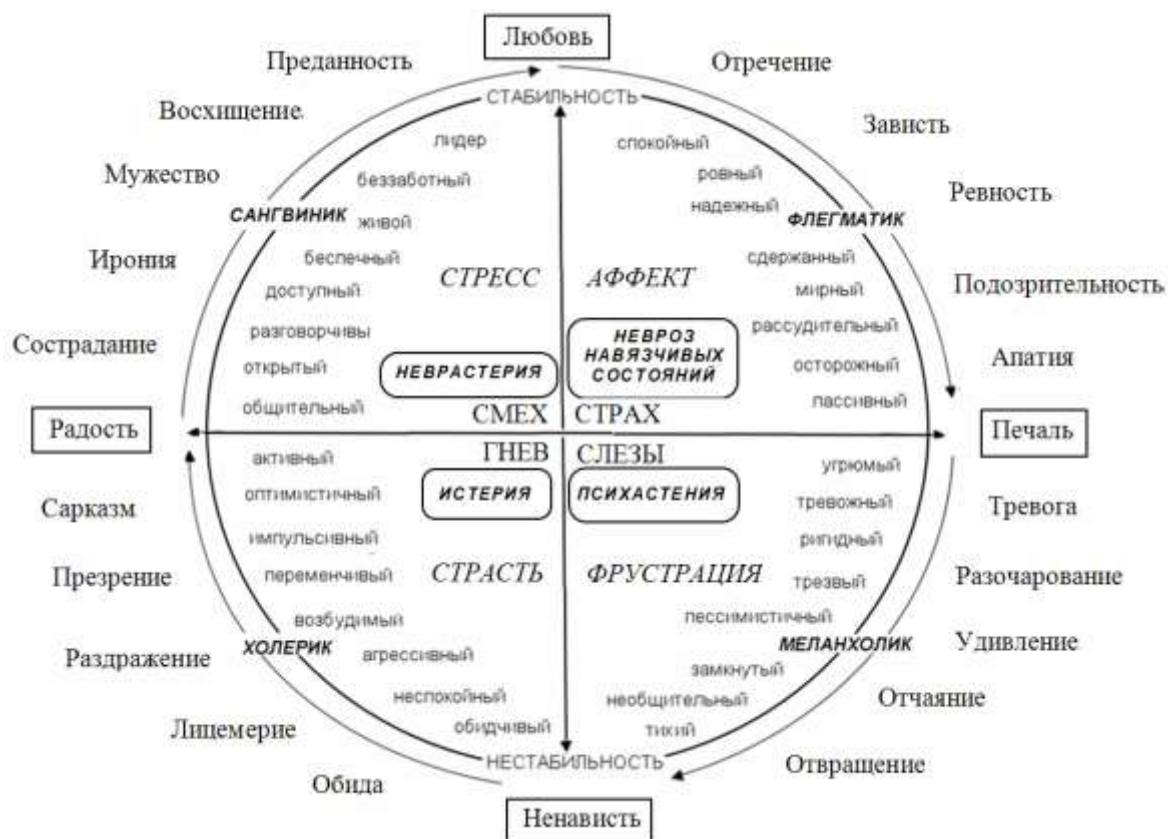 Любовь
Преданность
Отречение
СТАБИЛЬНОСТЬ
Восхищение
Зависть
лидер
спокойный
Мужество
беззаботный
ровный
Ревность
САНГВИНИК
живой
надежный
ФЛЕГМАТИК
Ирония
беспечный
СТРЕСС
АФФЕКТ
сдержанный
Подозрительность
доступный
мирный
Сострадание
разговорчивы
НЕВРОЗ
НАВЯЗЧИВЫХ
СОСТОЯНИЙ
рассудительный
Апатия
открытый
НЕВРАСТЕРИЯ
осторожный
общительный
СМЕХ
СТРАХ
пассивный
Радость
Печаль
активный
ГНЕВ
СЛЕЗЫ
угрюмый
Сарказм
оптимистичный
ИСТЕРИЯ
ПСИХАСТЕНИЯ
тревожный
Тревога
импульсивный
ригидный
Презрение
переменчивый
СТРАСТЬ
ФРУСТРАЦИЯ
трезвый
Разочарование
возбудимый
пессимистичный
Раздражение
ХОЛЕРИК
агрессивный
МЕЛАНХОЛИК
Удивление
неспокойный
замкнутый
Отчаяние
Лицемерие
обидчивый
необщительный
тихий
Обида
НЕСТАБИЛЬНОСТЬ
Отвращение
Ненависть